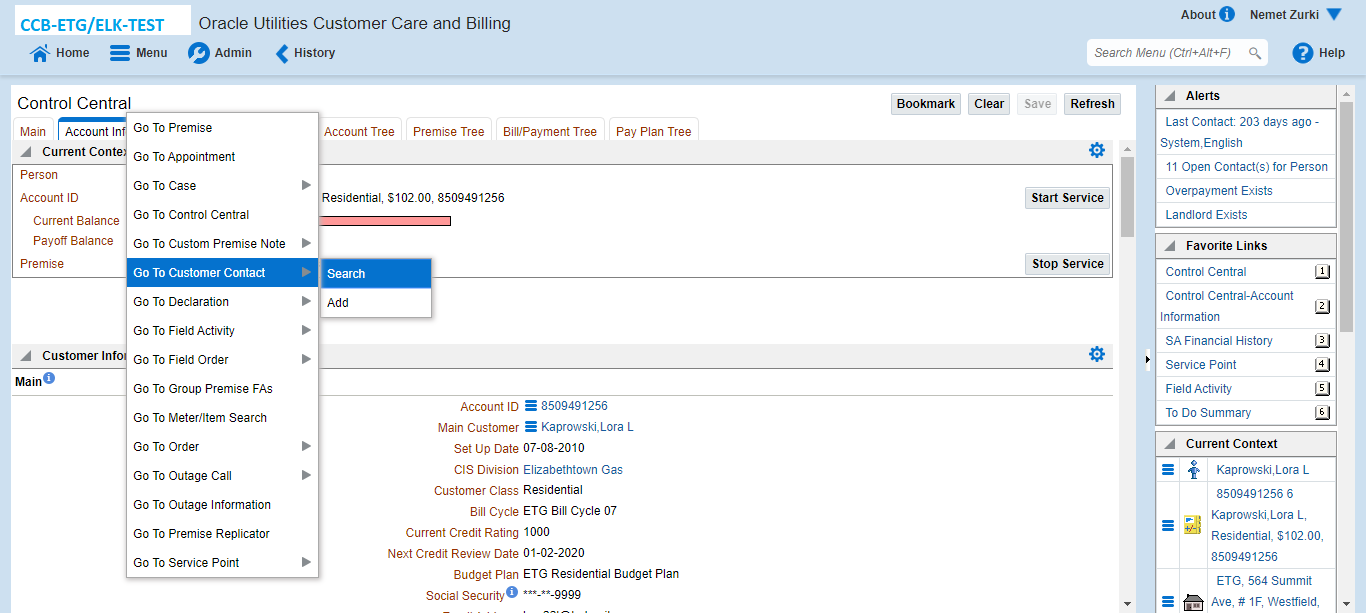 CCB-ETG/ELK-TEST
Oracle Utilities Customer Care and Billing
About
Nemet Zurki
Home
Menu
Admin
History
Search Menu (Ctrl+Alt+F)
Help
Control Central
Bookmark
Clear
Save
Refresh
Main
Account Inf
Account Tree
Premise Tree
Bill/Payment Tree
Pay Plan Tree
Current Contex
Person
Account ID
Residential, $102.00, 8509491256
Current Balance
Payoff Balance
Premise
Start Service
Stop Service
Go To Premise
Go To Appointment
Go To Case
Go To Control Central
Go To Custom Premise Note
Go To Customer Contact
Search
Add
Go To Declaration
Go To Field Activity
Go To Field Order
Go To Group Premise FAs
Go To Meter/Item Search
Go To Order
Go To Outage Call
Go To Outage Information
Go To Premise Replicator
Go To Service Point
Customer Infor
Main
Account ID 8509491256
Main Customer Kaprowski,Lora L
Set Up Date 07-08-2010
CIS Division Elizabethtown Gas
Customer Class Residential
Bill Cycle ETG Bill Cycle 07
Current Credit Rating 1000
Next Credit Review Date 01-02-2020
Budget Plan ETG Residential Budget Plan
Social Security ***-**-9999
Alerts
Last Contact: 203 days ago -
System,English
11 Open Contact(s) for Person
Overpayment Exists
Landlord Exists
Favorite Links
Control Central 1
Control Central-Account
Information 2
SA Financial History 3
Service Point 4
Field Activity 5
To Do Summary 6
Current Context
Kaprowski,Lora L
8509491256 6
Kaprowski,Lora L,
Residential, $102.00,
8509491256
ETG, 564 Summit
Ave, # 1F, Westfield,